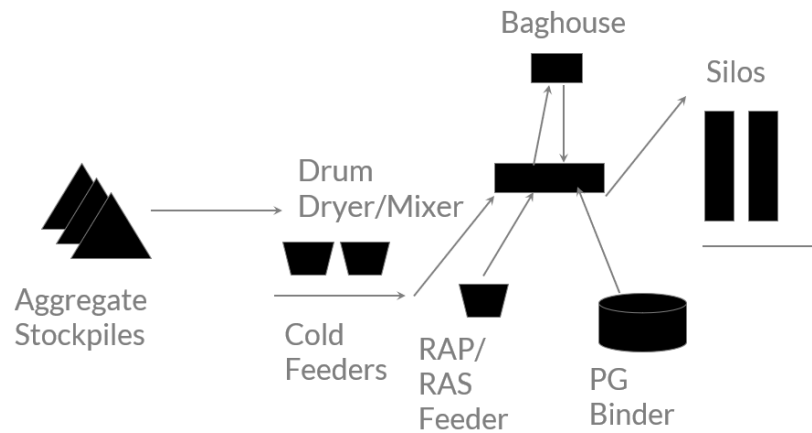 Baghouse
Silos
Drum
Dryer/Mixer
Aggregate
Stockpiles
Cold
Feeders
RAP/
RAS
Feeder
PG
Binder